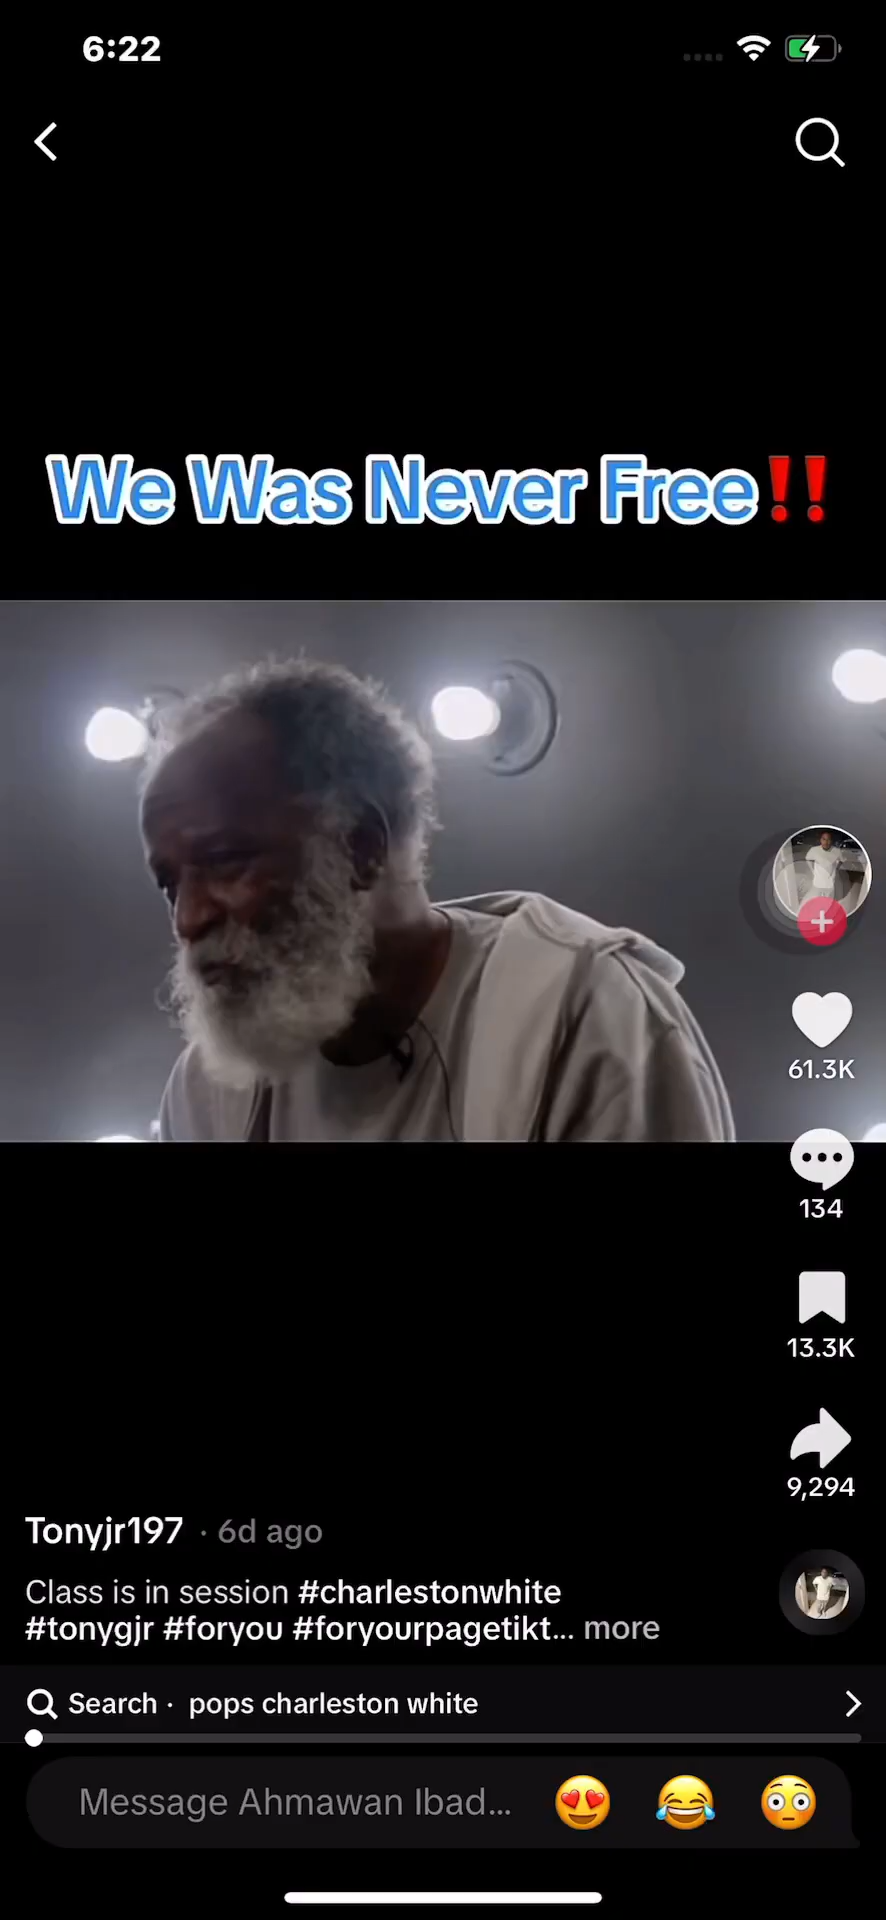 6:22
We Was Never Free‼️
61.3K
134
13.3K
9,294
Tonyjr197 · 6d ago
Class is in session #charlestonwhite
#tonygjr #foryou #foryourpagetikt... more
Search · pops charleston white
Message Ahmawan Ibad...